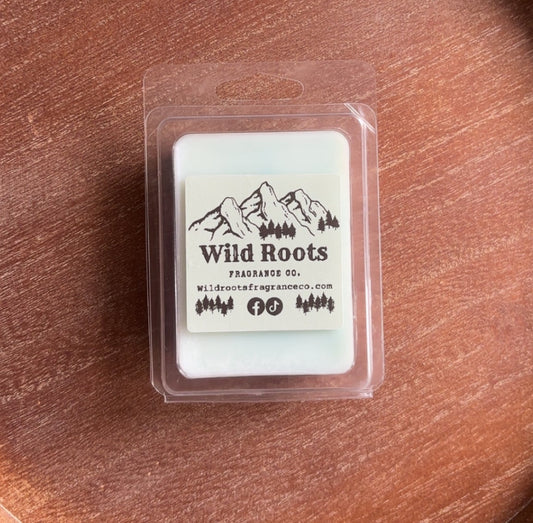 Wild Roots
FRAGRANCE CO.
Wildrootsfragranceco.com